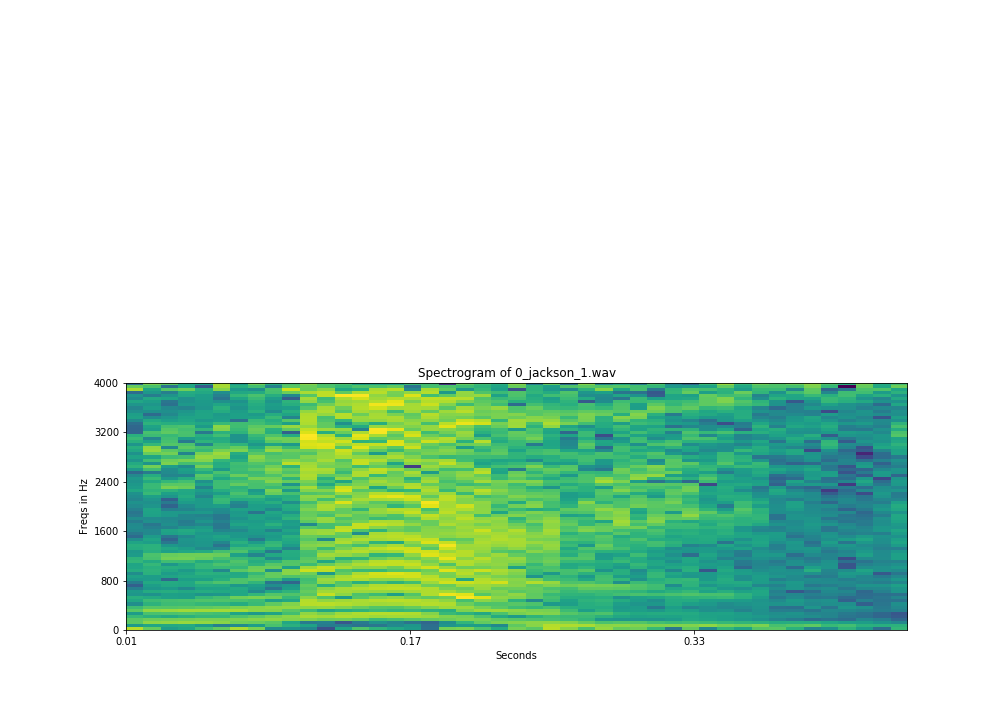 Spectrogram of 0_jackson_1.wav
4000
3200
2400
1600
800
0
Freqs in Hz
0.01 0.17 0.33
Seconds